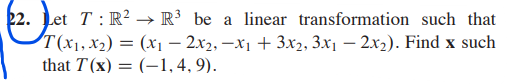 22. Let T : R² → R³ be a linear transformation such that
T(x₁, x₂) = (x₁ − 2x₂, −x₁ + 3x₂, 3x₁ − 2x₂). Find x such
that T(x) = (−1, 4, 9).